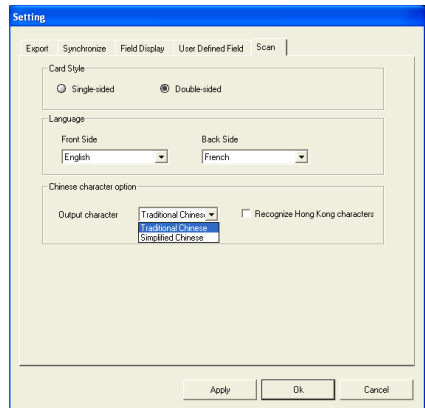 Setting
Export Synchronize Field Display User Defined Field Scan
Card Style
Single-sided Double-sided
Language
Front Side Back Side
English French
Chinese character option
Output character Traditional Chines Recognize Hong Kong characters
Traditional Chinese
Simplified Chinese
Apply Ok Cancel